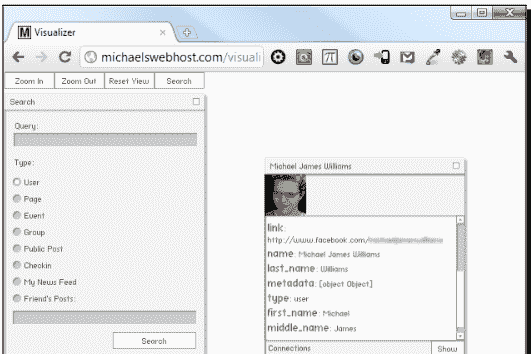 Visualizer
michaelswebhost.com/visuali
Zoom In Zoom Out Reset View Search
Search
Query:
Type:
User
Page
Event
Group
Public Post
Checkin
My News Feed
Friend's Posts:
Search
Michael James Williams
link:
http://www.facebook.com/
name: Michael James Williams
last_name: Williams
metadata: [object Object]
type: user
first_name: Michael
middle_name: James
Connections Show